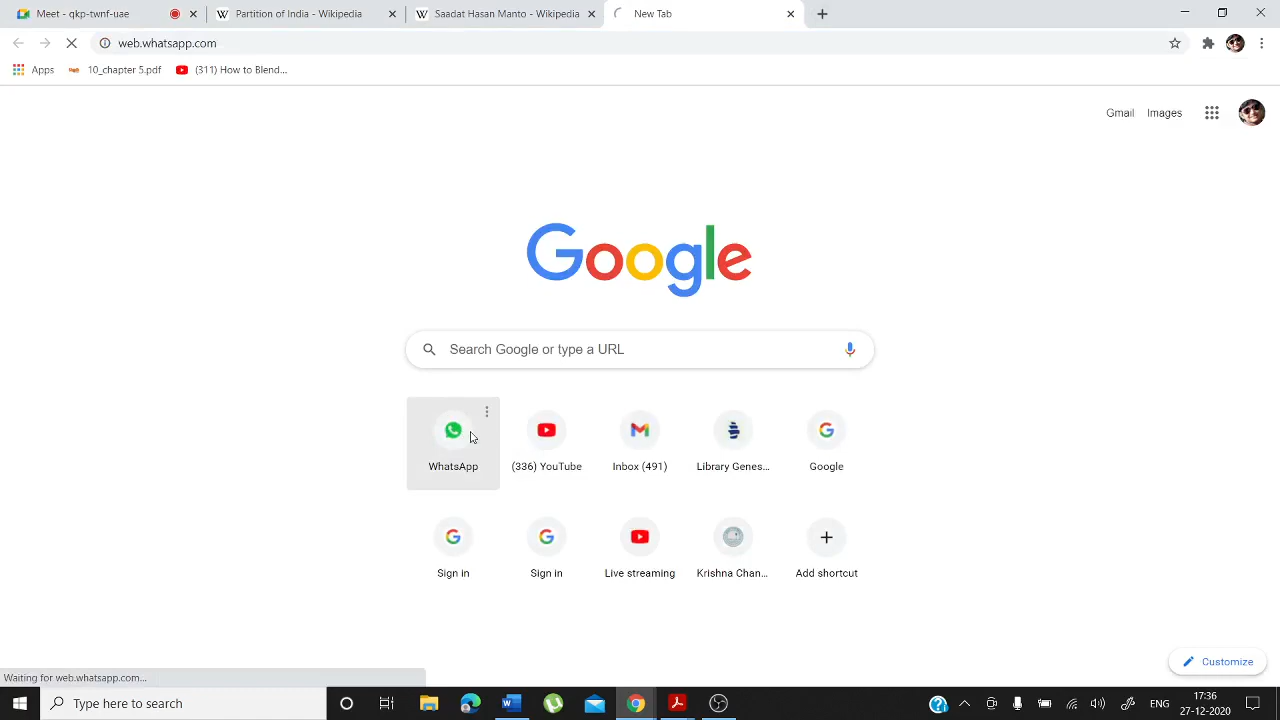 Meet - qkp-twnf-uae
Partition of India - Wikipedia
Saadat Hasan Manto - Wikipedia
New Tab
web.whatsapp.com
Apps
10_chapter 5.pdf
(311) How to Blend...
Gmail
Images
Google
Search Google or type a URL
WhatsApp
(336) YouTube
Inbox (491)
Library Genes...
Google
Sign in
Sign in
Live streaming
Krishna Chan...
Add shortcut
Customize
Waiting for web.whatsapp.com...
Type here to search
ENG
17:36
27-12-2020